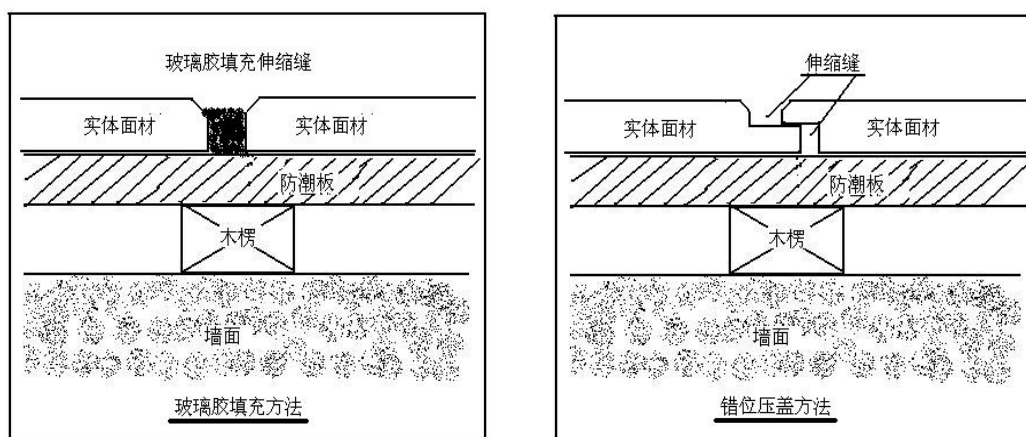 玻璃胶填充伸缩缝
实体面材
实体面材
防潮板
木楞
墙面
玻璃胶填充方法
伸缩缝
实体面材
实体面材
防潮板
木楞
墙面
错位压盖方法